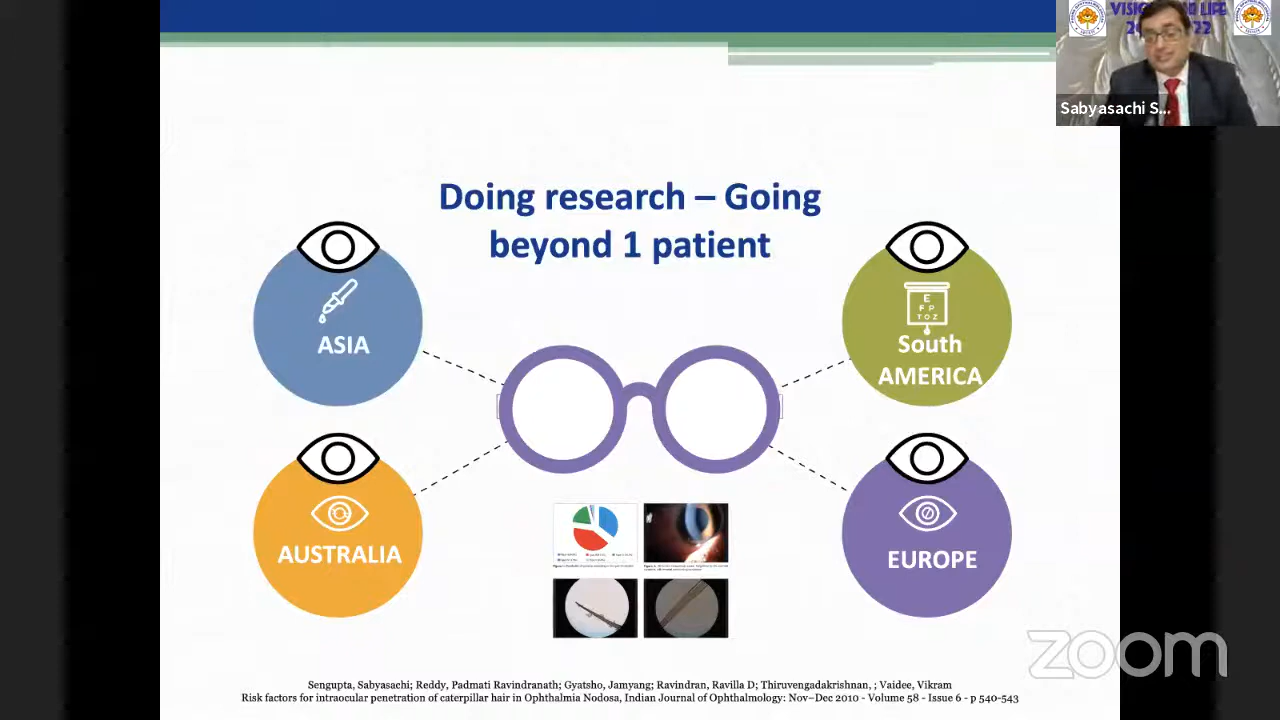 Doing research – Going
beyond 1 patient
ASIA
E
F P
T O Z
South
AMERICA
AUSTRALIA
EUROPE
Sabyasachi S...
zoom
Sengupta, Sabyasachi; Reddy, Padmati Ravindranath; Gyatsho, Jamyang; Ravindran, Ravilla D; Thiruvengadakrishnan, ; Vaidee, Vikram
Risk factors for intraocular penetration of caterpillar hair in Ophthalmia Nodosa, Indian Journal of Ophthalmology: Nov–Dec 2010 - Volume 58 - Issue 6 - p 540-543